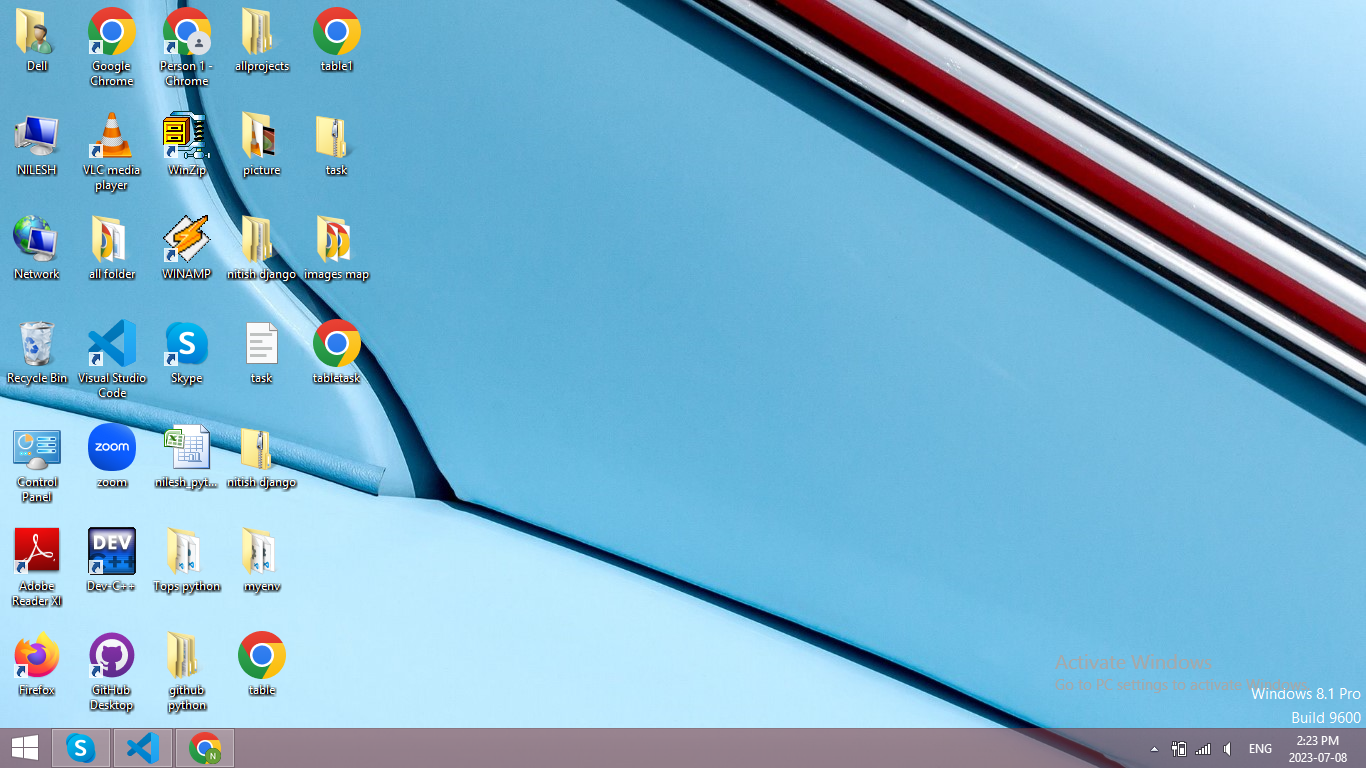 Dell
Google
Chrome
Person 1 -
Chrome
allprojects
table1
NILESH
VLC media
player
WinZip
picture
task
Network
all folder
WINAMP
nitish django
images map
Recycle Bin
Visual Studio
Code
Skype
task
tabletask
Control
Panel
zoom
zoom
nilesh_pyt...
nitish django
Adobe
Reader XI
DEV
C++
Dev-C++
Tops python
myenv
Firefox
GitHub
Desktop
github
python
table
Activate Windows
Go to PC settings to activate Windows.
Windows 8.1 Pro
Build 9600
N
ENG
2:23 PM
2023-07-08